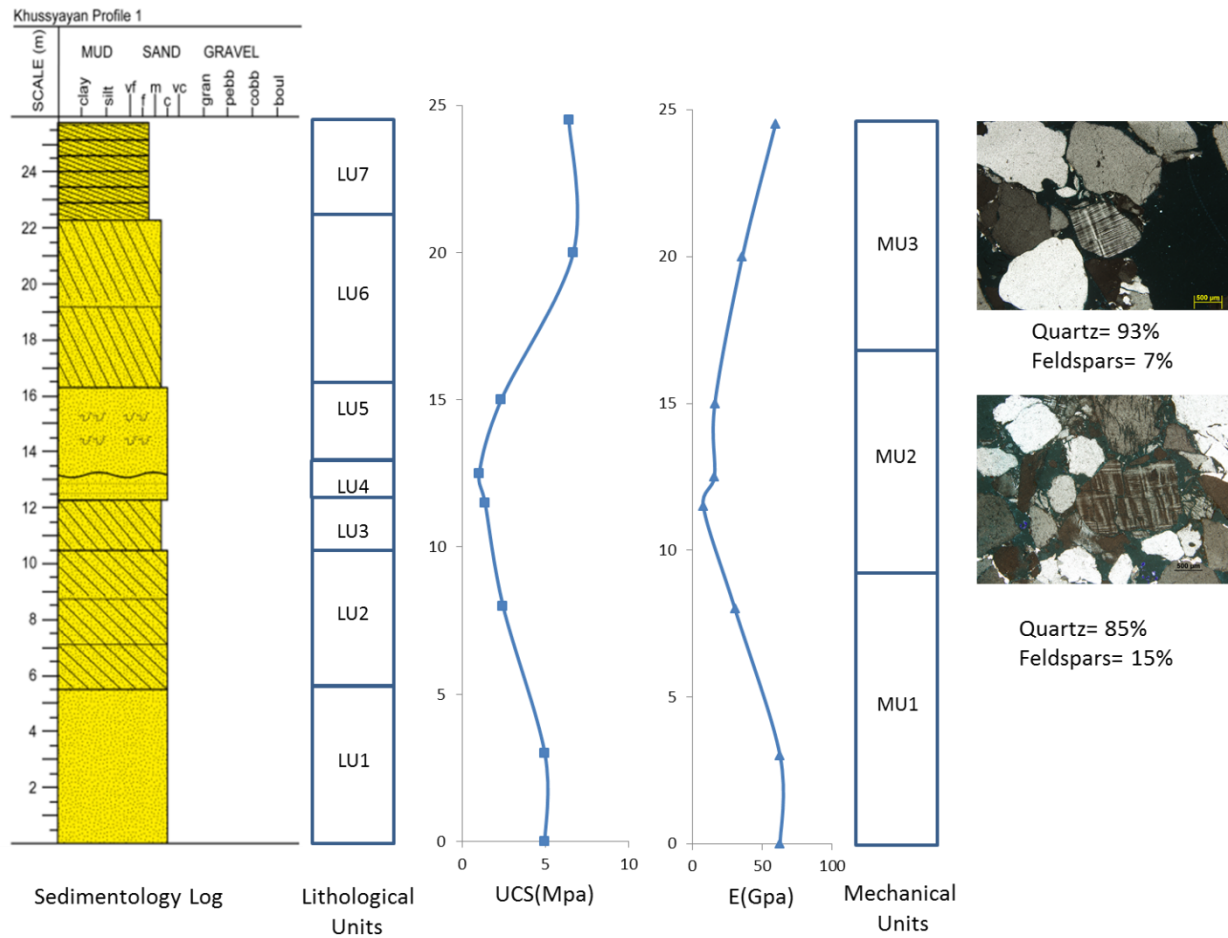 Khussyayan Profile 1
SCALE (m)
MUD SAND GRAVEL
clay
silt
vf
f
m
c
vc
gran
pebb
cobb
boul
24
22
20
18
16
14
12
10
8
6
4
2
LU7
LU6
LU5
LU4
LU3
LU2
LU1
25
20
15
10
5
0
0 5 10
25
20
15
10
5
0
0 50 100
MU3
MU2
MU1
500 µm
Quartz= 93%
Feldspars= 7%
500 µm
Quartz= 85%
Feldspars= 15%
Sedimentology Log
Lithological
Units
UCS(Mpa)
E(Gpa)
Mechanical
Units